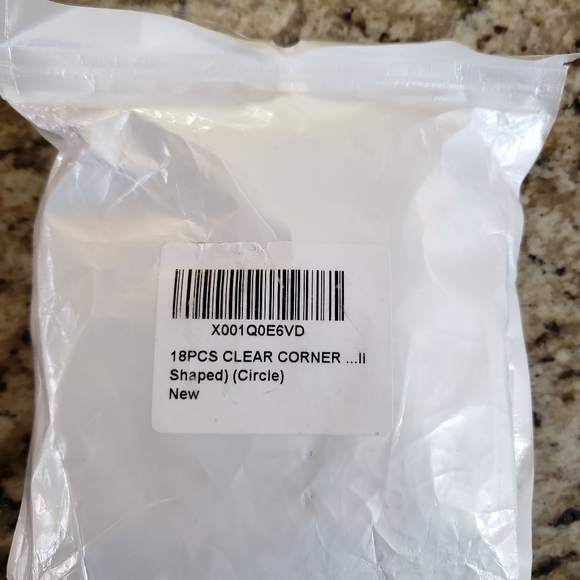 X001Q0E6VD
18PCS CLEAR CORNER ...ll
Shaped) (Circle)
New